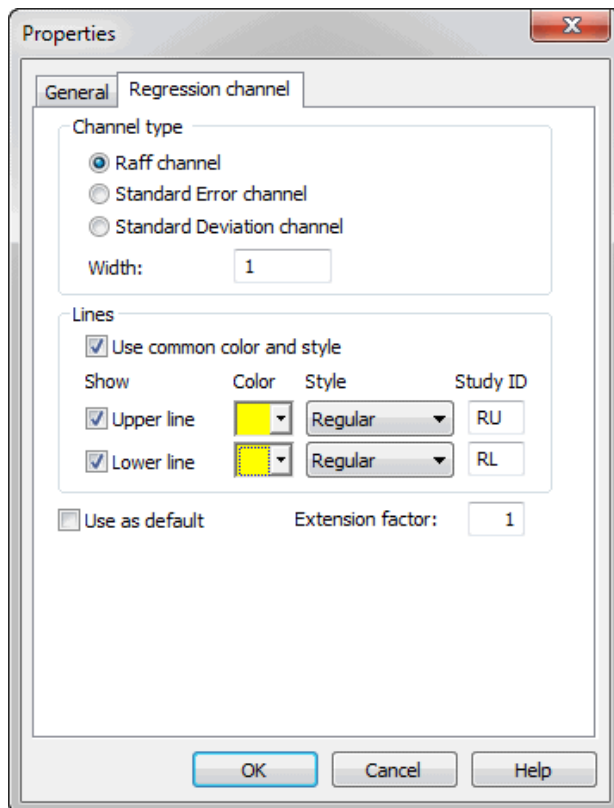 Properties
General Regression channel
Channel type
Raff channel
Standard Error channel
Standard Deviation channel
Width: 1
Lines
Use common color and style
Show Color Style Study ID
Upper line Regular RU
Lower line Regular RL
Use as default Extension factor: 1
OK Cancel Help